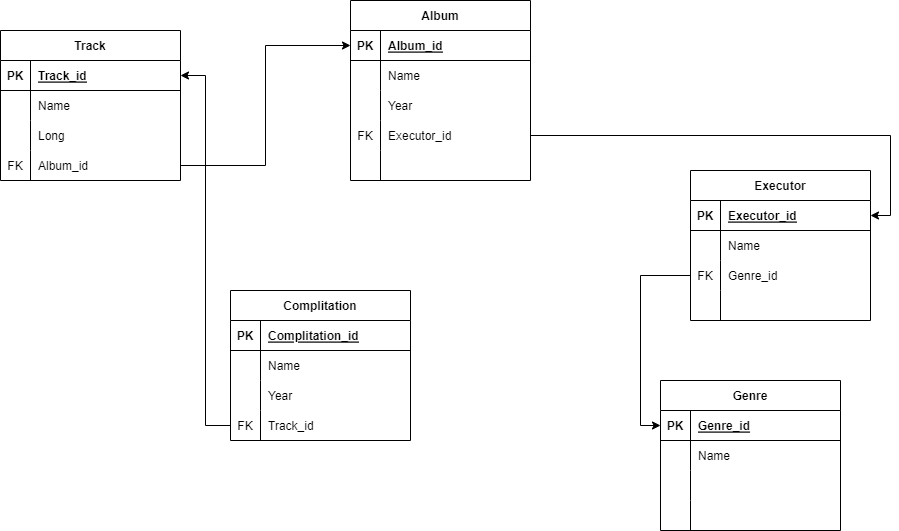 Track
PK Track_id
Name
Long
FK Album_id
Album
PK Album_id
Name
Year
FK Executor_id
Executor
PK Executor_id
Name
FK Genre_id
Complitation
PK Complitation_id
Name
Year
FK Track_id
Genre
PK Genre_id
Name